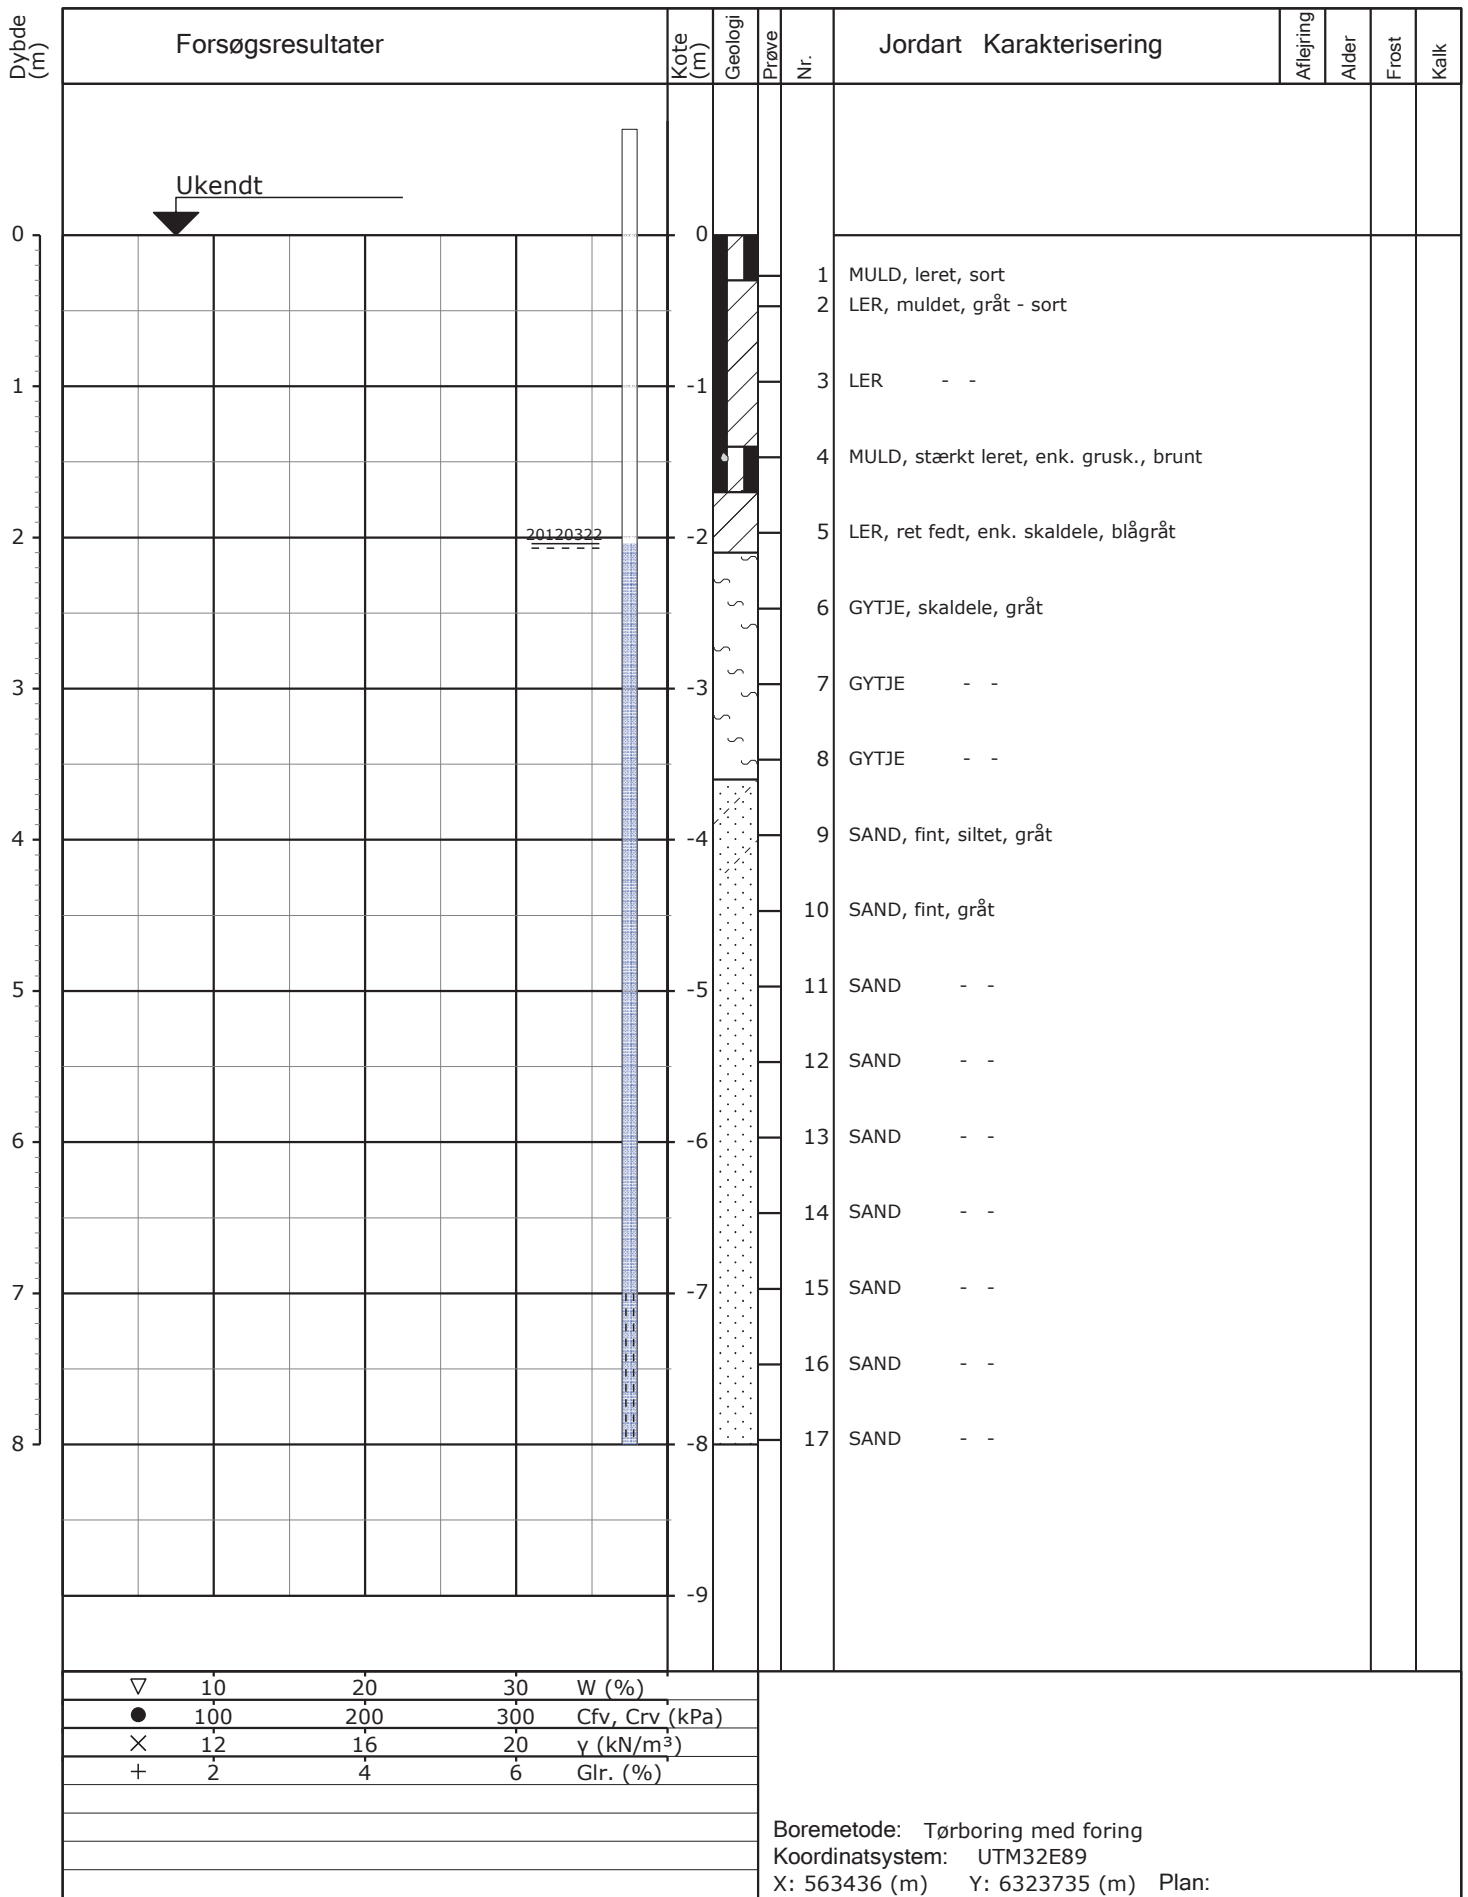 Dybde (m) Forsøgsresultater Kote (m) Geologi Prøve Nr. Jordart Karakterisering Aflejring Alder Frost Kalk
Ukendt
0 0
1 MULD, leret, sort
2 LER, muldet, gråt - sort
1 -1 3 LER - -
4 MULD, stærkt leret, enk. grusk., brunt
2 20120322 -2 5 LER, ret fedt, enk. skaldele, blågråt
6 GYTJE, skaldele, gråt
3 -3 7 GYTJE - -
8 GYTJE - -
4 -4 9 SAND, fint, siltet, gråt
10 SAND, fint, gråt
5 -5 11 SAND - -
12 SAND - -
6 -6 13 SAND - -
14 SAND - -
7 -7 15 SAND - -
16 SAND - -
8 -8 17 SAND - -
-9
10 20 30 W (%)
100 200 300 Cfv, Crv (kPa)
12 16 20 γ (kN/m³)
2 4 6 Glr. (%)
Boremetode: Tørboring med foring
Koordinatsystem: UTM32E89
X: 563436 (m) Y: 6323735 (m) Plan: